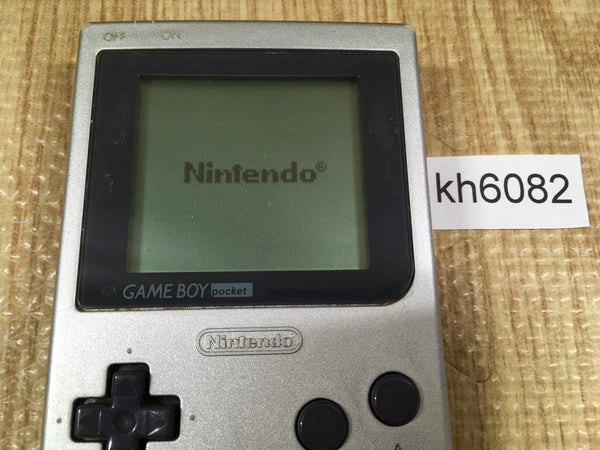 OFF ON
Nintendo®
kh6082
GAME BOY pocket
Nintendo
A